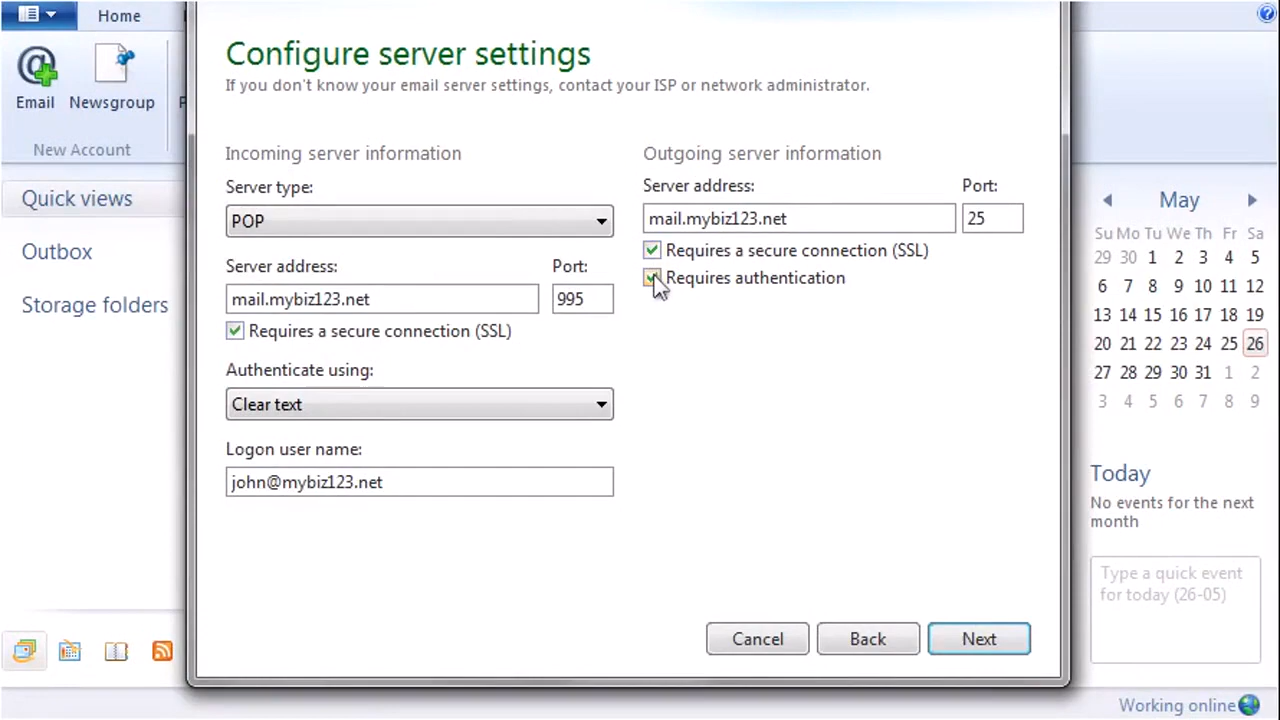 Home
Email
Newsgroup
P
New Account
Quick views
Outbox
Storage folders
Configure server settings
If you don't know your email server settings, contact your ISP or network administrator.
Incoming server information
Server type:
POP
Server address:
Port:
mail.mybiz123.net
995
Requires a secure connection (SSL)
Authenticate using:
Clear text
Logon user name:
john@mybiz123.net
Outgoing server information
Server address:
Port:
mail.mybiz123.net
25
Requires a secure connection (SSL)
Requires authentication
Cancel
Back
Next
May
Su Mo Tu We Th Fr Sa
29 30 1 2 3 4 5
6 7 8 9 10 11 12
13 14 15 16 17 18 19
20 21 22 23 24 25 26
27 28 29 30 31 1 2
3 4 5 6 7 8 9
Today
No events for the next
month
Type a quick event
for today (26-05)
Working online